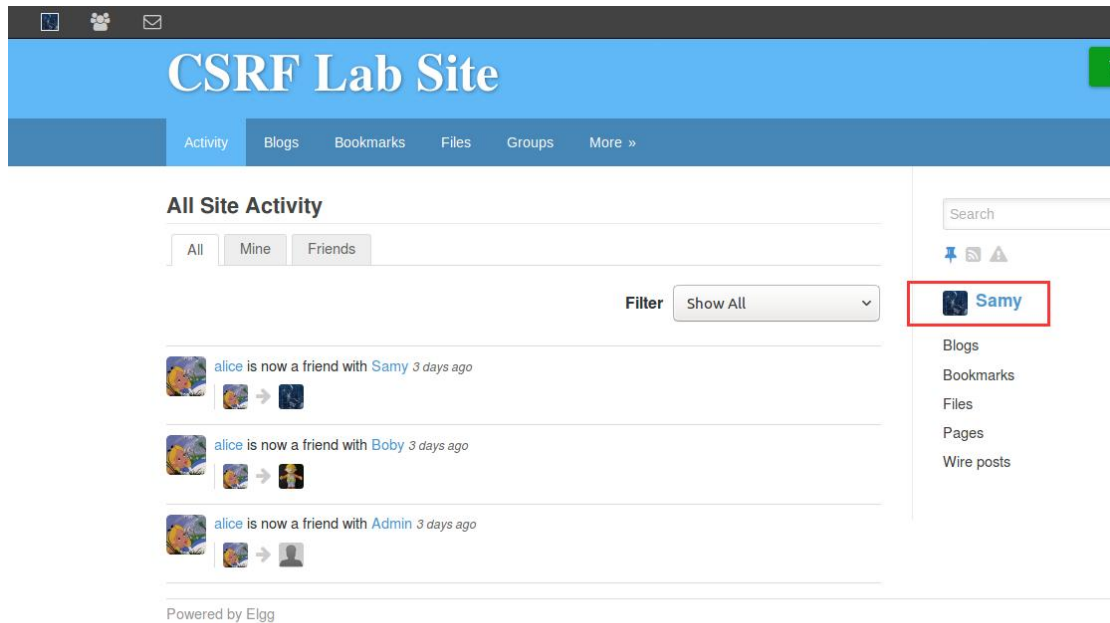 CSRF Lab Site
Activity Blogs Bookmarks Files Groups More »
All Site Activity
All Mine Friends
Filter Show All
alice is now a friend with Samy 3 days ago
alice is now a friend with Boby 3 days ago
alice is now a friend with Admin 3 days ago
Search
Samy
Blogs
Bookmarks
Files
Pages
Wire posts
Powered by Elgg